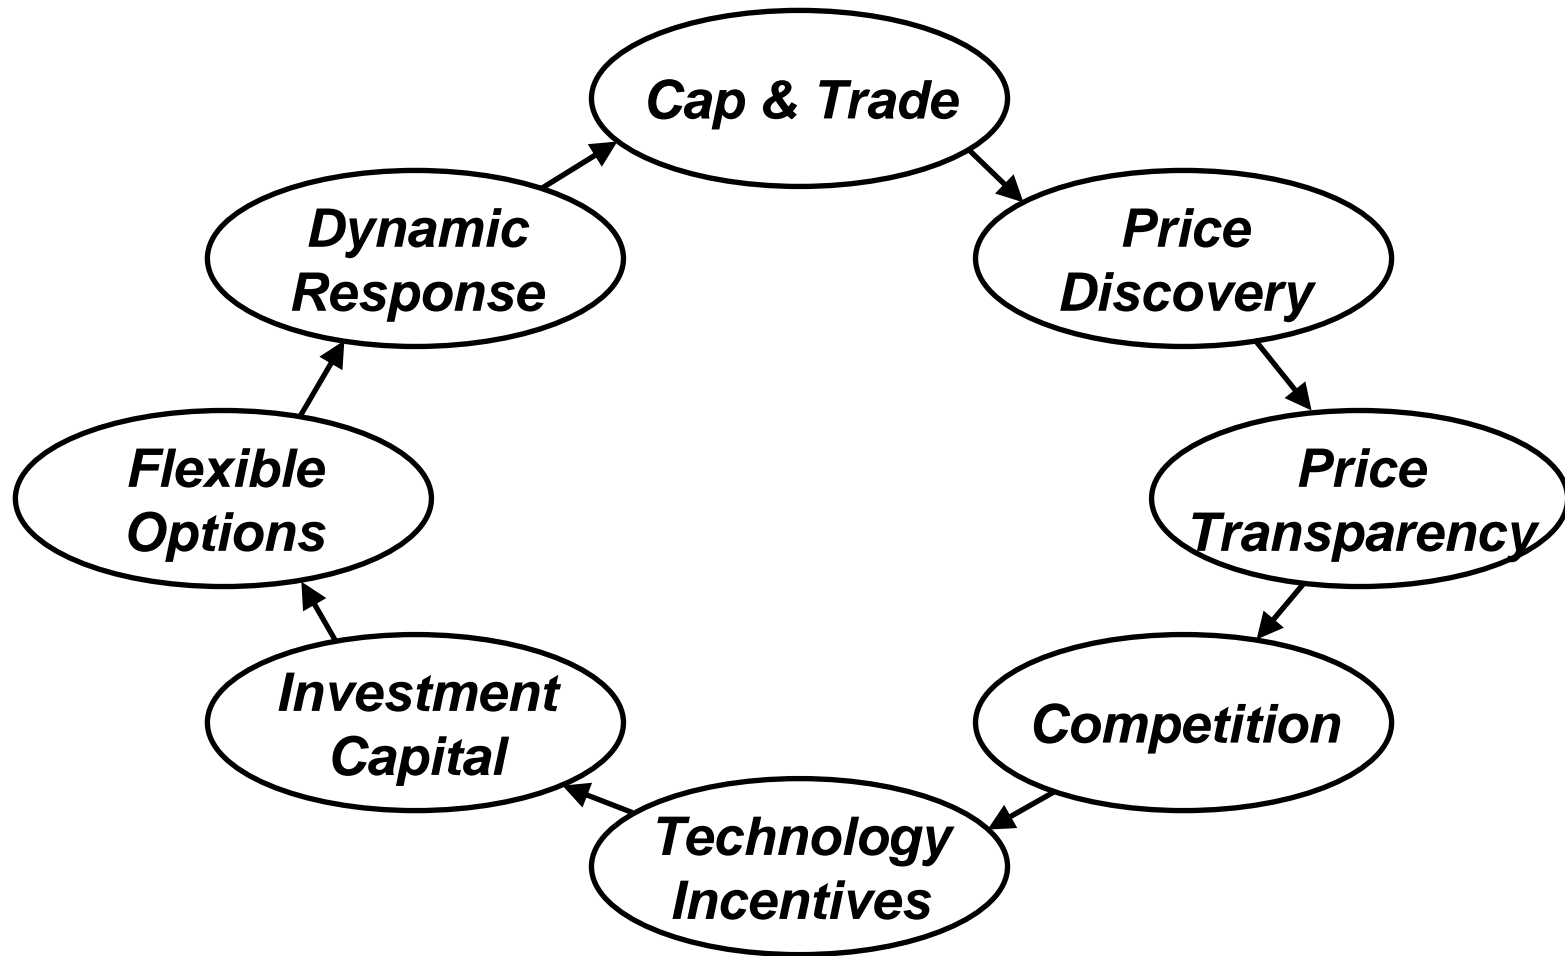 Cap & Trade
Price
Discovery
Price
Transparency
Competition
Technology
Incentives
Investment
Capital
Flexible
Options
Dynamic
Response